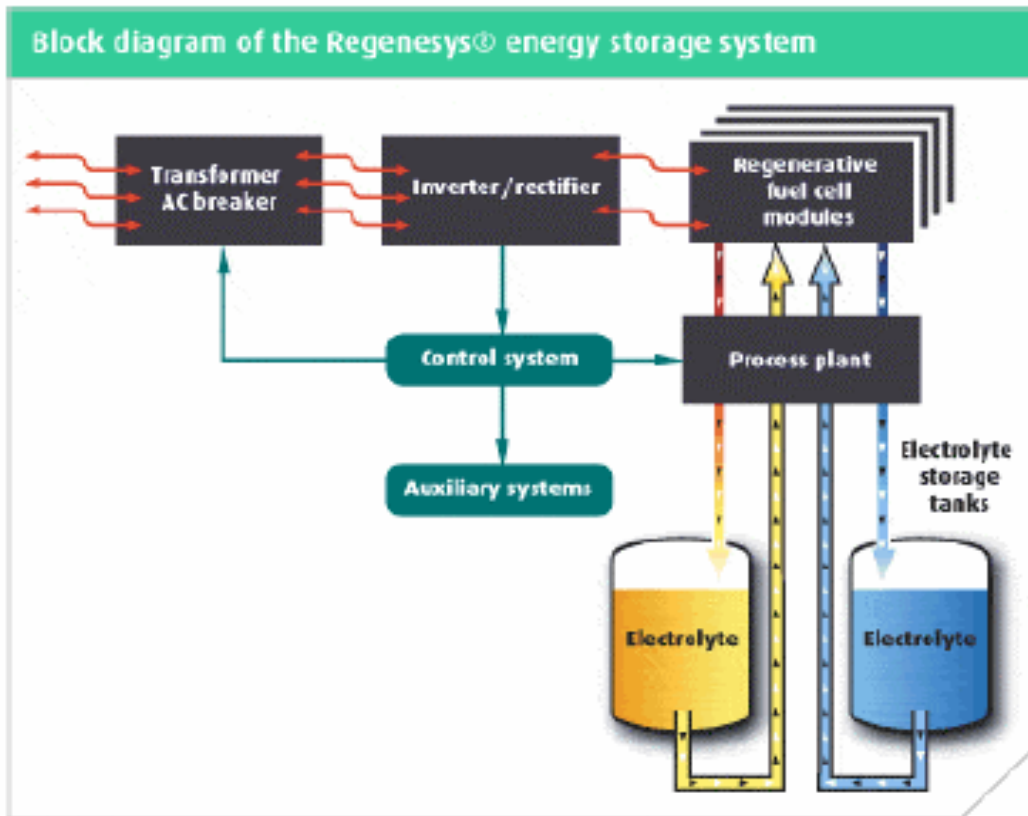 Block diagram of the Regenesys® energy storage system
Transformer
AC breaker
Inverter/rectifier
Regenerative
fuel cell
modules
Control system
Process plant
Auxiliary systems
Electrolyte
storage
tanks
Electrolyte
Electrolyte